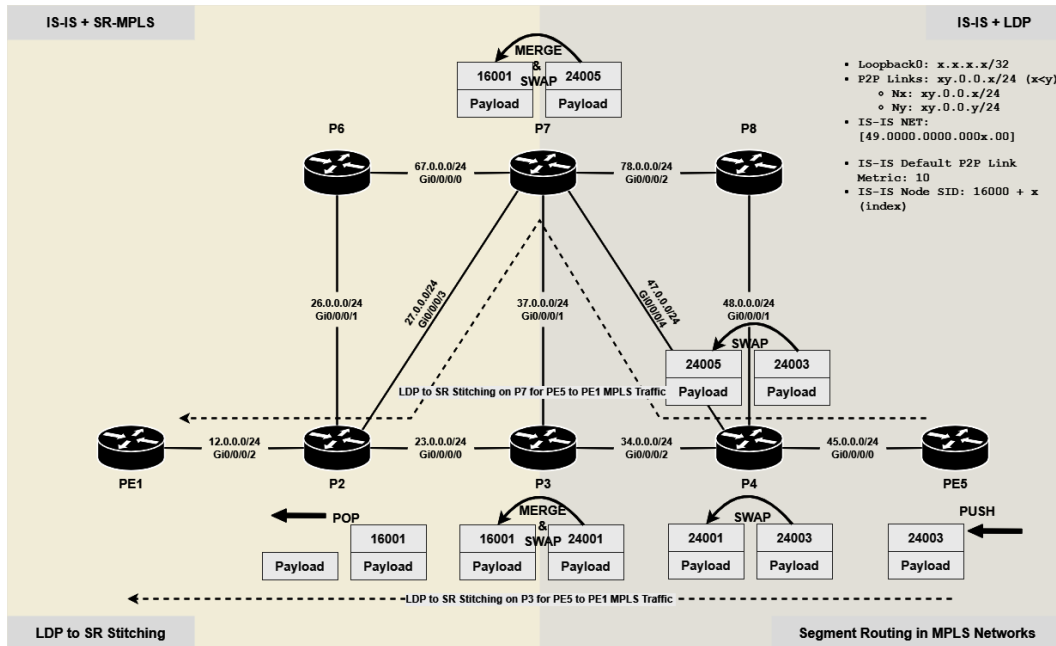 IS-IS + SR-MPLS
IS-IS + LDP
MERGE
&
SWAP
16001
24005
Payload
Payload
• Loopback0: x.x.x.x/32
• P2P Links: xy.0.0.x/24 (x<y)
o Nx: xy.0.0.x/24
o Ny: xy.0.0.y/24
• IS-IS NET:
[49.0000.0000.000x.00]
• IS-IS Default P2P Link
Metric: 10
• IS-IS Node SID: 16000 + x
(index)
P6
P7
P8
67.0.0.0/24
Gi0/0/0/0
78.0.0.0/24
Gi0/0/0/2
26.0.0.0/24
Gi0/0/0/1
27.0.0.0/24
Gi0/0/0/3
37.0.0.0/24
Gi0/0/0/1
47.0.0.0/24
Gi0/0/0/4
48.0.0.0/24
Gi0/0/0/1
SWAP
24005
24003
Payload
Payload
LDP to SR Stitching on P7 for PE5 to PE1 MPLS Traffic
12.0.0.0/24
Gi0/0/0/2
23.0.0.0/24
Gi0/0/0/0
34.0.0.0/24
Gi0/0/0/2
45.0.0.0/24
Gi0/0/0/0
PE1
P2
P3
P4
PE5
POP
16001
Payload
Payload
MERGE
&
SWAP
16001
24001
Payload
Payload
SWAP
24001
24003
Payload
Payload
PUSH
24003
Payload
LDP to SR Stitching on P3 for PE5 to PE1 MPLS Traffic
LDP to SR Stitching
Segment Routing in MPLS Networks